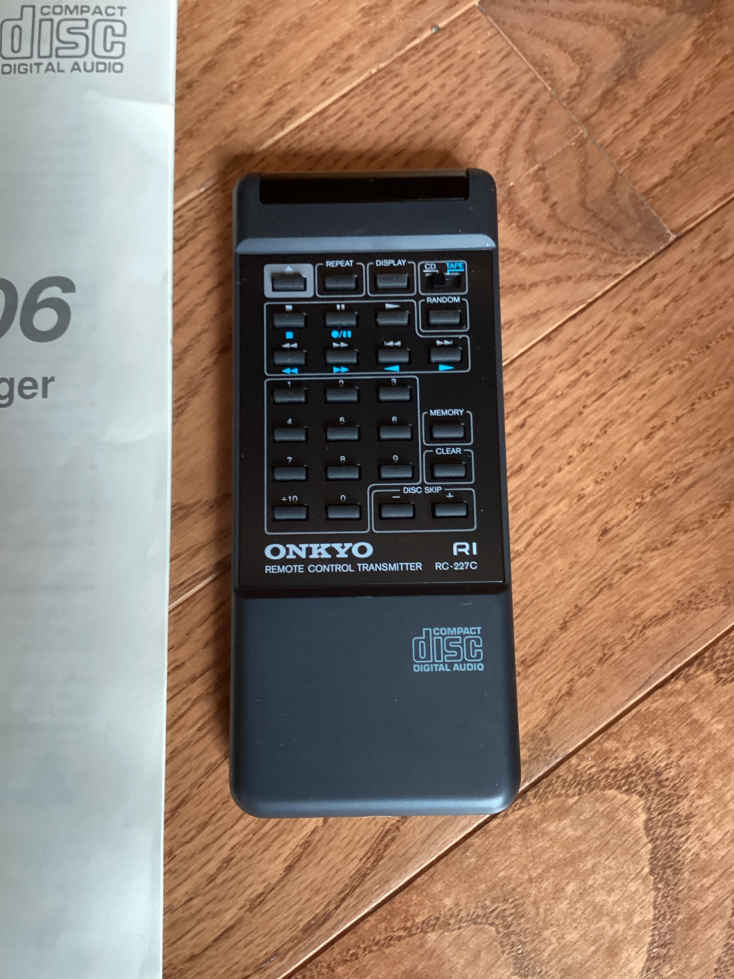 COMPACT
disc
DIGITAL AUDIO
06
ger
REPEAT
DISPLAY
CD
TAPE
RANDOM
1 2 3
4 5 6
MEMORY
7 8 9
CLEAR
+10 0
DISC SKIP
– +
ONKYO
RI
REMOTE CONTROL TRANSMITTER RC-227C
COMPACT
disc
DIGITAL AUDIO